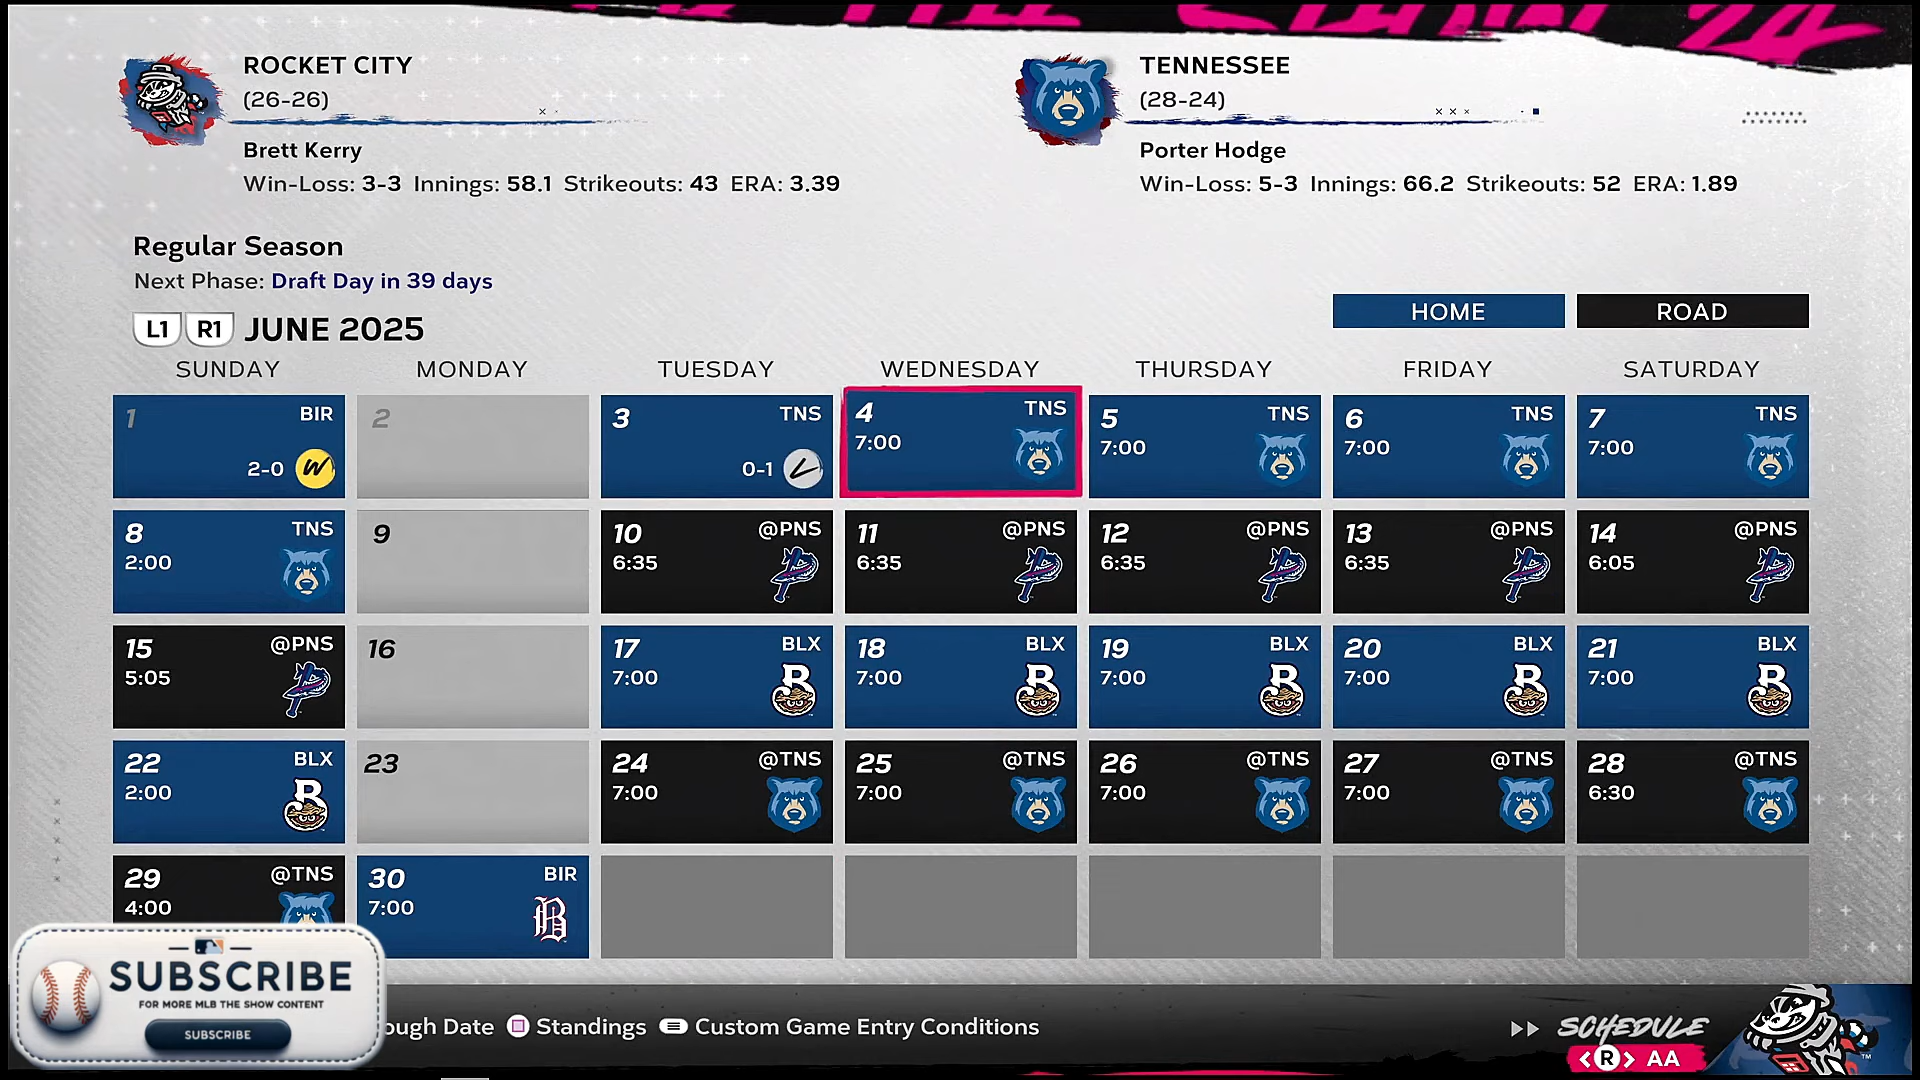 ROCKET CITY
(26-26)
Brett Kerry
Win-Loss: 3-3 Innings: 58.1 Strikeouts: 43 ERA: 3.39
TENNESSEE
(28-24)
Porter Hodge
Win-Loss: 5-3 Innings: 66.2 Strikeouts: 52 ERA: 1.89
Regular Season
Next Phase: Draft Day in 39 days
HOME ROAD
L1 R1 JUNE 2025
SUNDAY MONDAY TUESDAY WEDNESDAY THURSDAY FRIDAY SATURDAY
1 BIR 2 3 TNS 4 TNS 5 TNS 6 TNS 7 TNS
7:00 7:00 7:00 7:00
2-0 W 0-1 L
8 TNS 9 10 @PNS 11 @PNS 12 @PNS 13 @PNS 14 @PNS
2:00 6:35 6:35 6:35 6:35 6:05
15 @PNS 16 17 BLX 18 BLX 19 BLX 20 BLX 21 BLX
5:05 7:00 7:00 7:00 7:00 7:00
22 BLX 23 24 @TNS 25 @TNS 26 @TNS 27 @TNS 28 @TNS
2:00 7:00 7:00 7:00 7:00 6:30
29 @TNS 30 BIR
4:00 7:00
SUBSCRIBE
FOR MORE MLB THE SHOW CONTENT
SUBSCRIBE
ough Date Standings Custom Game Entry Conditions
SCHEDULE
R AA